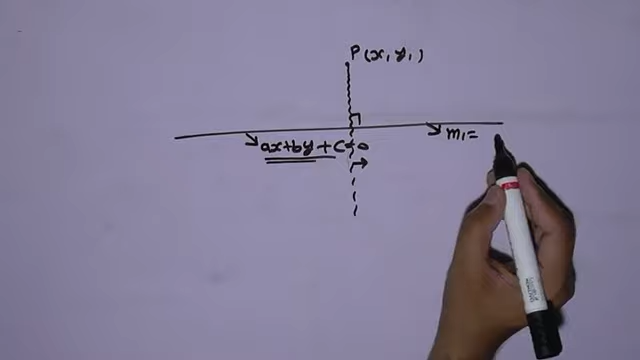 P(x₁ y₁)
m₁=
ax+by+c=0